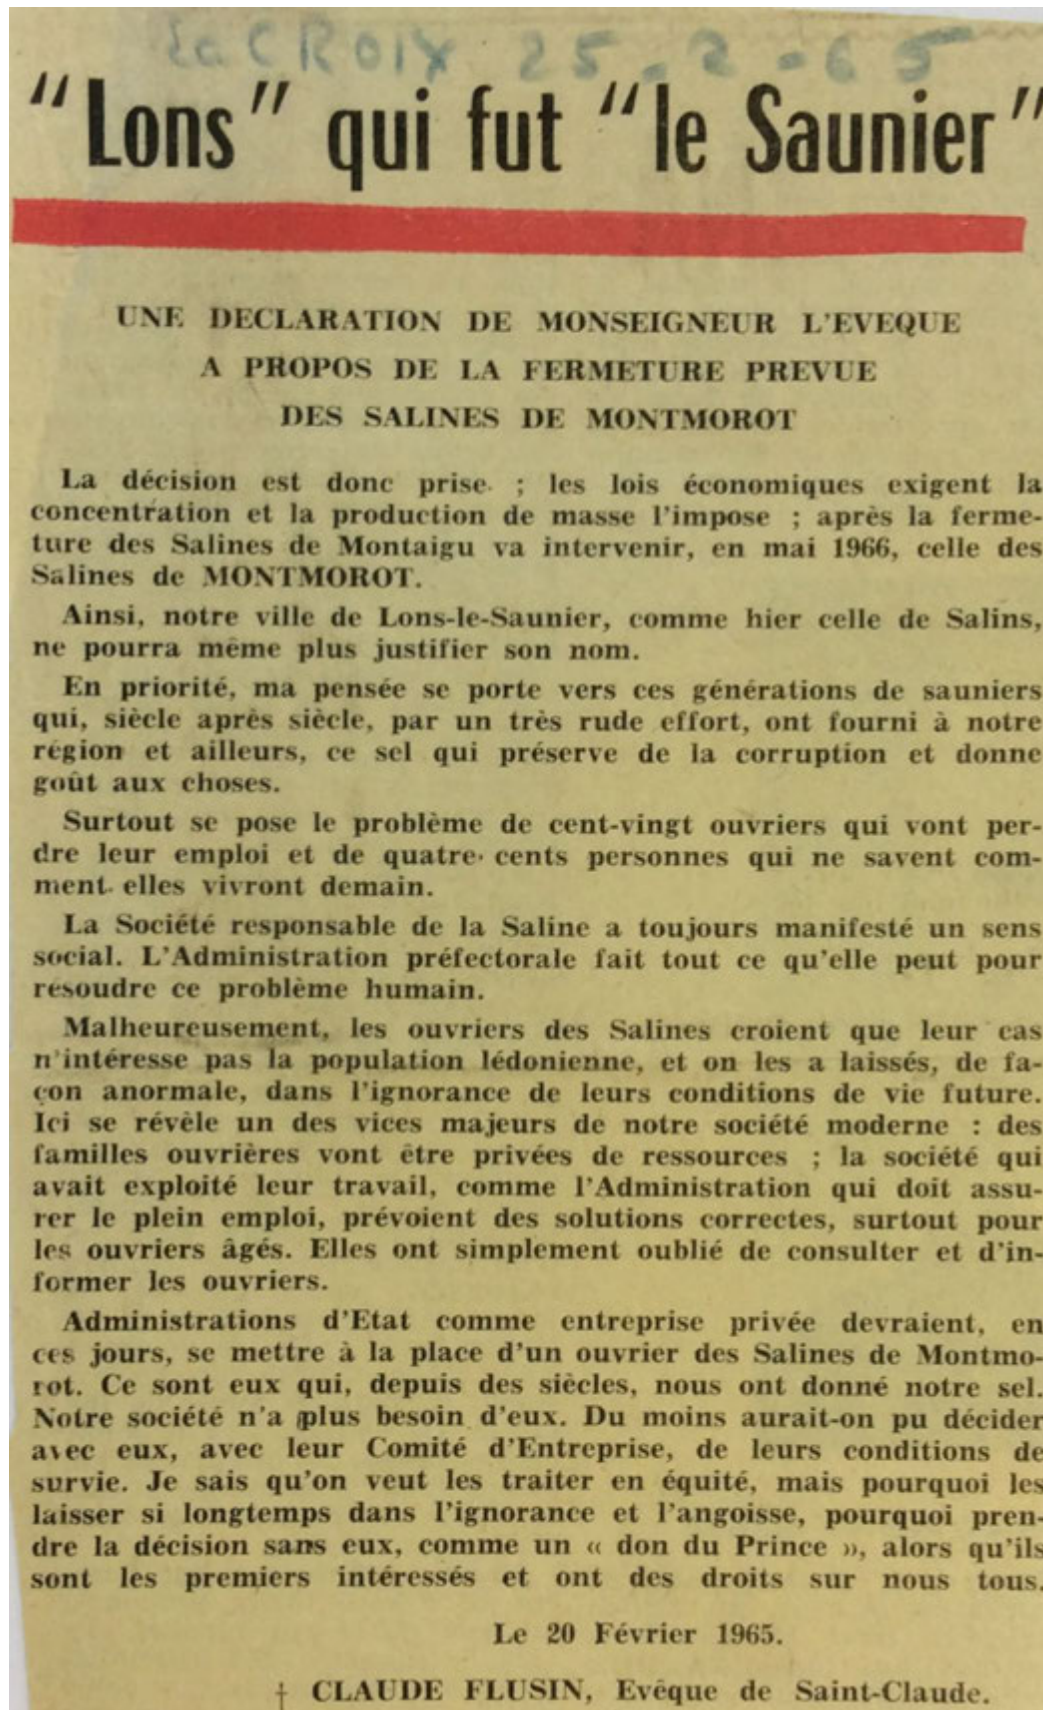 La CROIX 25-2-65
"Lons" qui fut "le Saunier"
UNE DECLARATION DE MONSEIGNEUR L'EVEQUE
A PROPOS DE LA FERMETURE PREVUE
DES SALINES DE MONTMOROT
La décision est donc prise ; les lois économiques exigent la
concentration et la production de masse l'impose ; après la ferme-
ture des Salines de Montaigu va intervenir, en mai 1966, celle des
Salines de MONTMOROT.
Ainsi, notre ville de Lons-le-Saunier, comme hier celle de Salins,
ne pourra même plus justifier son nom.
En priorité, ma pensée se porte vers ces générations de sauniers
qui, siècle après siècle, par un très rude effort, ont fourni à notre
région et ailleurs, ce sel qui préserve de la corruption et donne
goût aux choses.
Surtout se pose le problème de cent-vingt ouvriers qui vont per-
dre leur emploi et de quatre cents personnes qui ne savent com-
ment elles vivront demain.
La Société responsable de la Saline a toujours manifesté un sens
social. L'Administration préfectorale fait tout ce qu'elle peut pour
résoudre ce problème humain.
Malheureusement, les ouvriers des Salines croient que leur cas
n'intéresse pas la population lédonienne, et on les a laissés, de fa-
çon anormale, dans l'ignorance de leurs conditions de vie future.
Ici se révèle un des vices majeurs de notre société moderne : des
familles ouvrières vont être privées de ressources ; la société qui
avait exploité leur travail, comme l'Administration qui doit assu-
rer le plein emploi, prévoient des solutions correctes, surtout pour
les ouvriers âgés. Elles ont simplement oublié de consulter et d'in-
former les ouvriers.
Administrations d'Etat comme entreprise privée devraient, en
ces jours, se mettre à la place d'un ouvrier des Salines de Montmo-
rot. Ce sont eux qui, depuis des siècles, nous ont donné notre sel.
Notre société n'a plus besoin d'eux. Du moins aurait-on pu décider
avec eux, avec leur Comité d'Entreprise, de leurs conditions de
survie. Je sais qu'on veut les traiter en équité, mais pourquoi les
laisser si longtemps dans l'ignorance et l'angoisse, pourquoi pren-
dre la décision sans eux, comme un « don du Prince », alors qu'ils
sont les premiers intéressés et ont des droits sur nous tous.
Le 20 Février 1965.
† CLAUDE FLUSIN, Evêque de Saint-Claude.